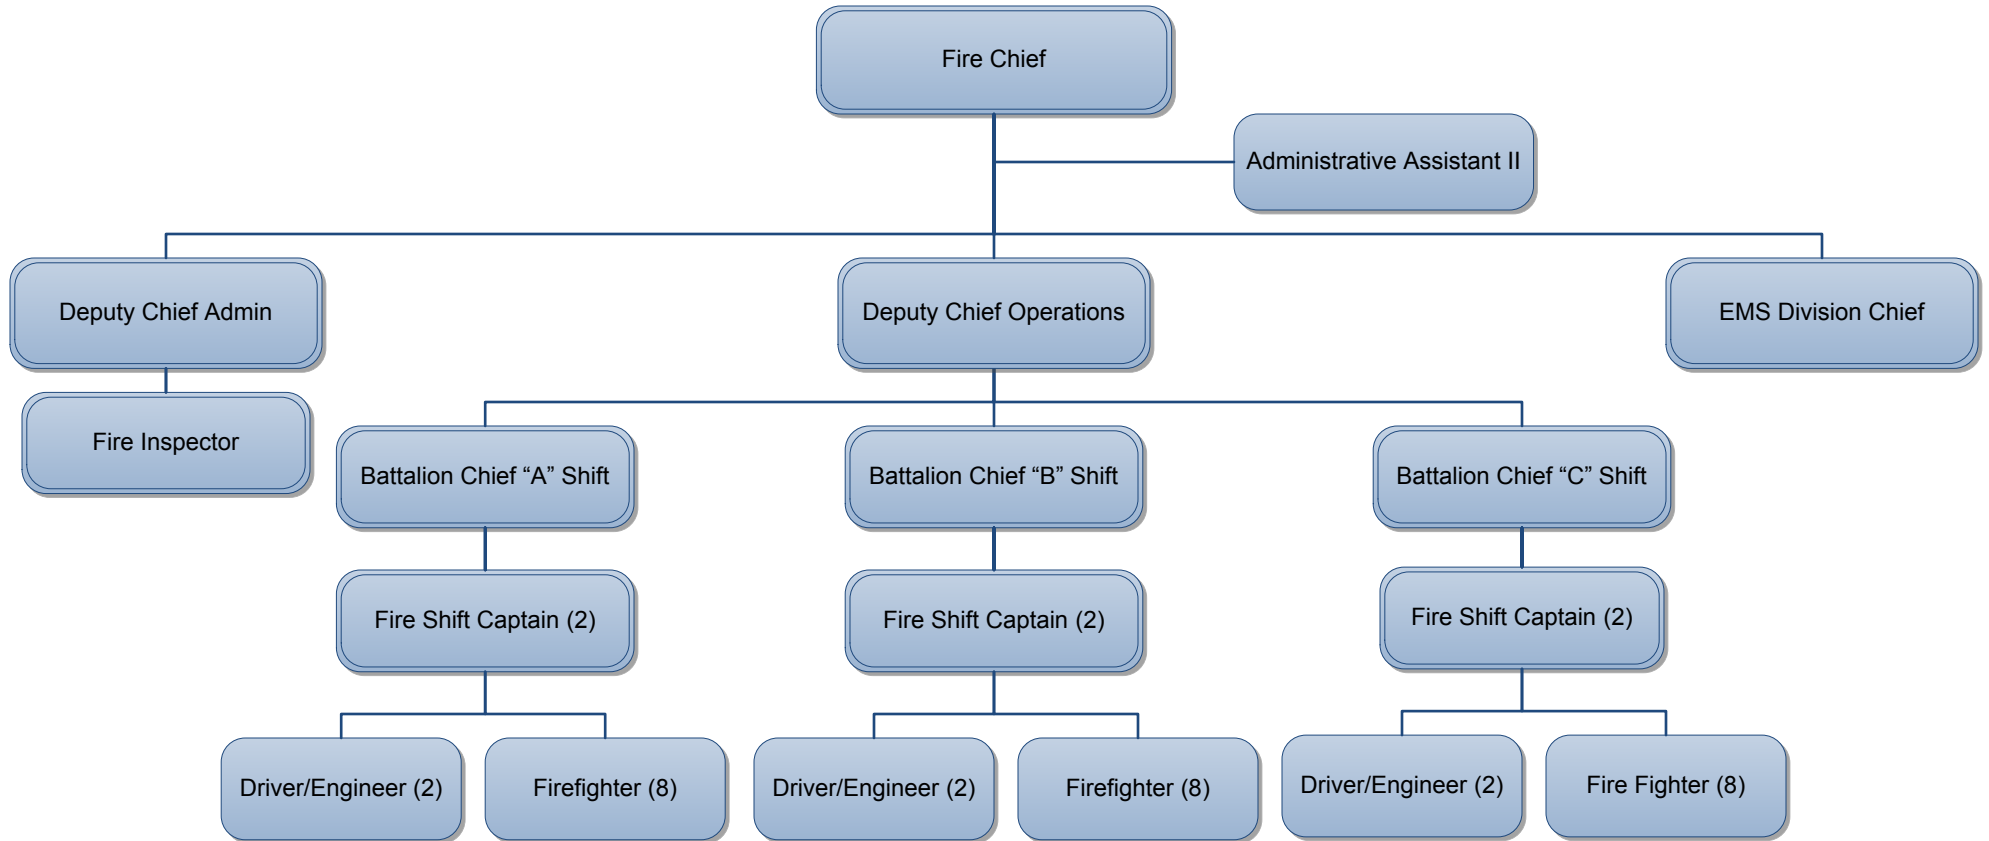 Fire Chief
Administrative Assistant II
Deputy Chief Admin
Deputy Chief Operations
EMS Division Chief
Fire Inspector
Battalion Chief “A” Shift
Battalion Chief “B” Shift
Battalion Chief “C” Shift
Fire Shift Captain (2)
Fire Shift Captain (2)
Fire Shift Captain (2)
Driver/Engineer (2)
Firefighter (8)
Driver/Engineer (2)
Firefighter (8)
Driver/Engineer (2)
Fire Fighter (8)